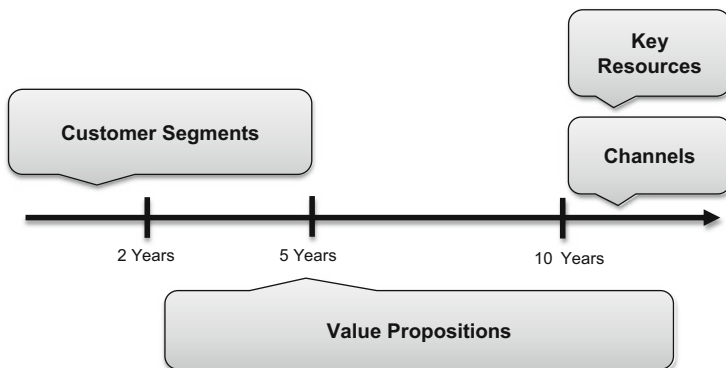 Key
Resources
Customer Segments
Channels
2 Years
5 Years
10 Years
Value Propositions